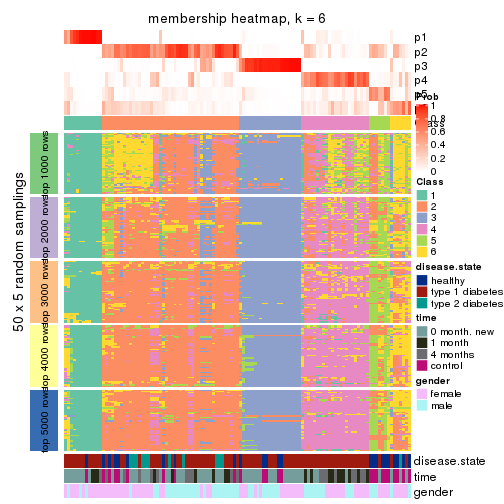 membership heatmap, k = 6
p1
p2
p3
p4
p5
Prob
1
0.8
0.6
0.4
0.2
0
Class
1
2
3
4
5
6
disease.state
healthy
type 1 diabetes
type 2 diabetes
time
0 month. new
1 month
4 months
control
gender
female
male
50 x 5 random samplings
top 1000 rows
top 2000 rows
top 3000 rows
top 4000 rows
top 5000 rows
disease.state
time
gender